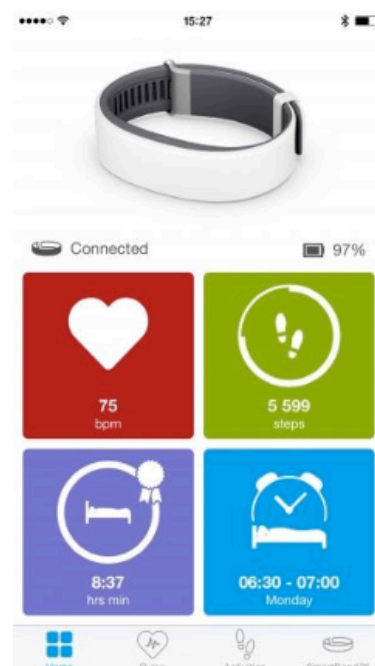 15:27
Connected
97%
75
bpm
5 599
steps
8:37
hrs min
06:30 - 07:00
Monday